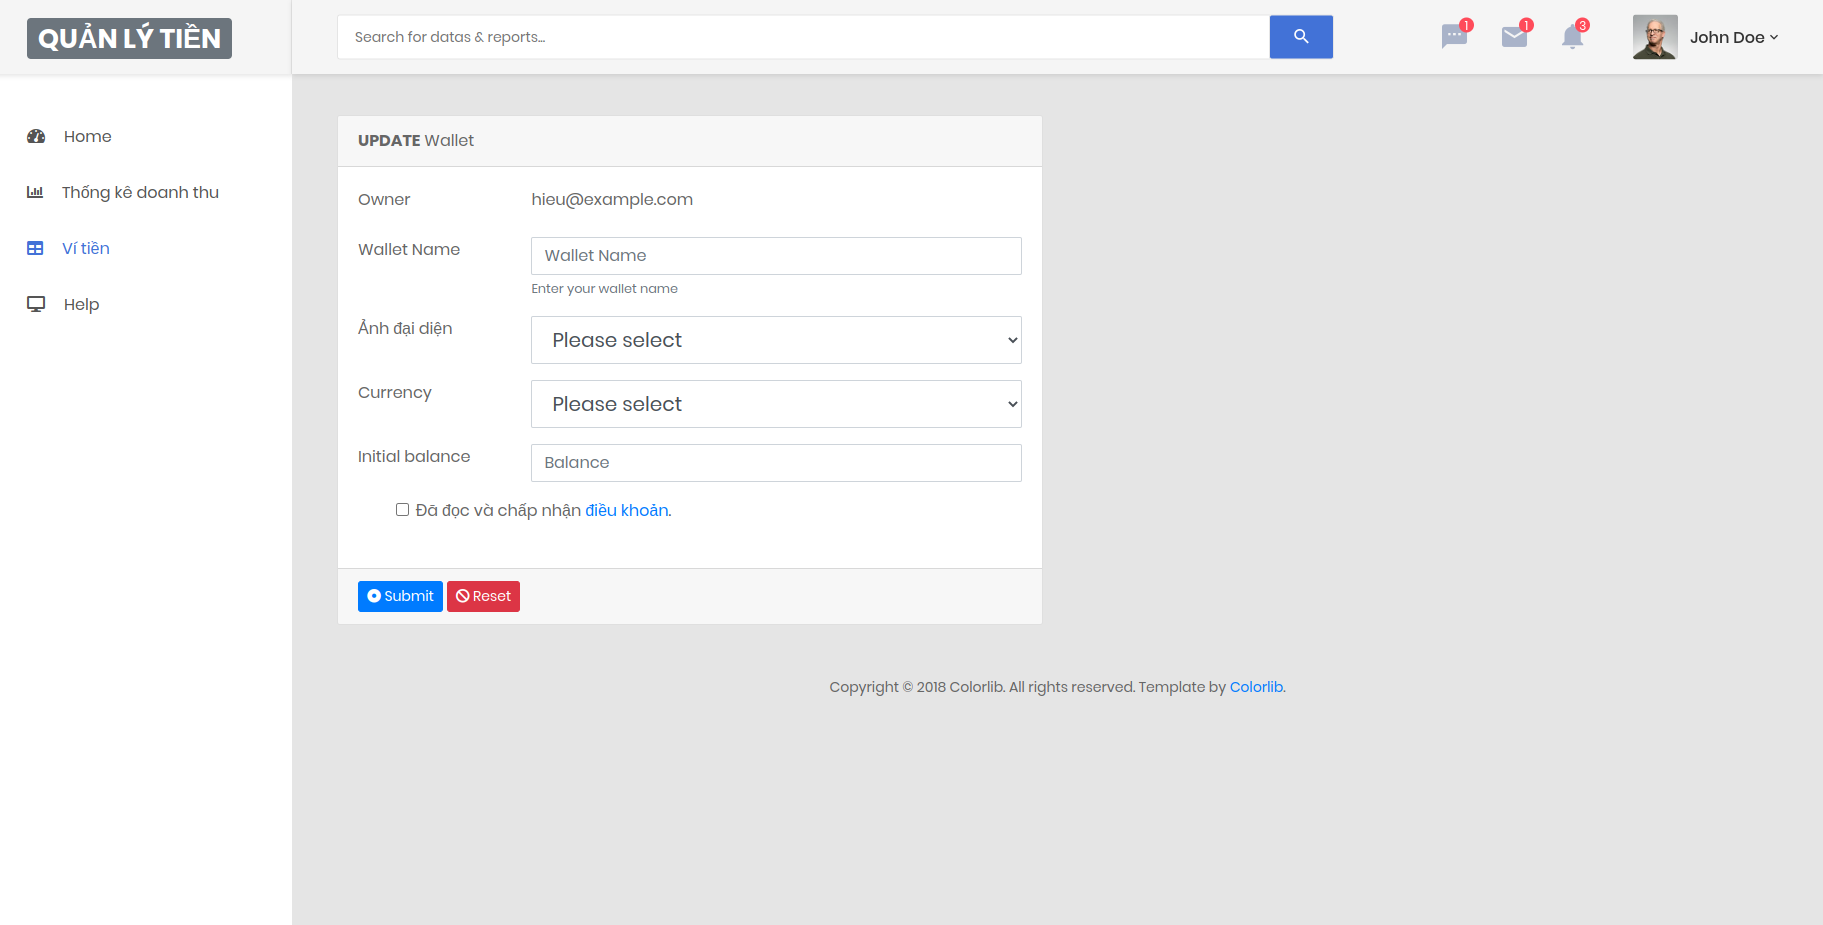 QUẢN LÝ TIỀN
Search for datas & reports...
1
1
3
John Doe
Home
Thống kê doanh thu
Ví tiền
Help
UPDATE Wallet
Owner hieu@example.com
Wallet Name Wallet Name
Enter your wallet name
Ảnh đại diện Please select
Currency Please select
Initial balance Balance
Đã đọc và chấp nhận điều khoản.
Submit Reset
Copyright © 2018 Colorlib. All rights reserved. Template by Colorlib.